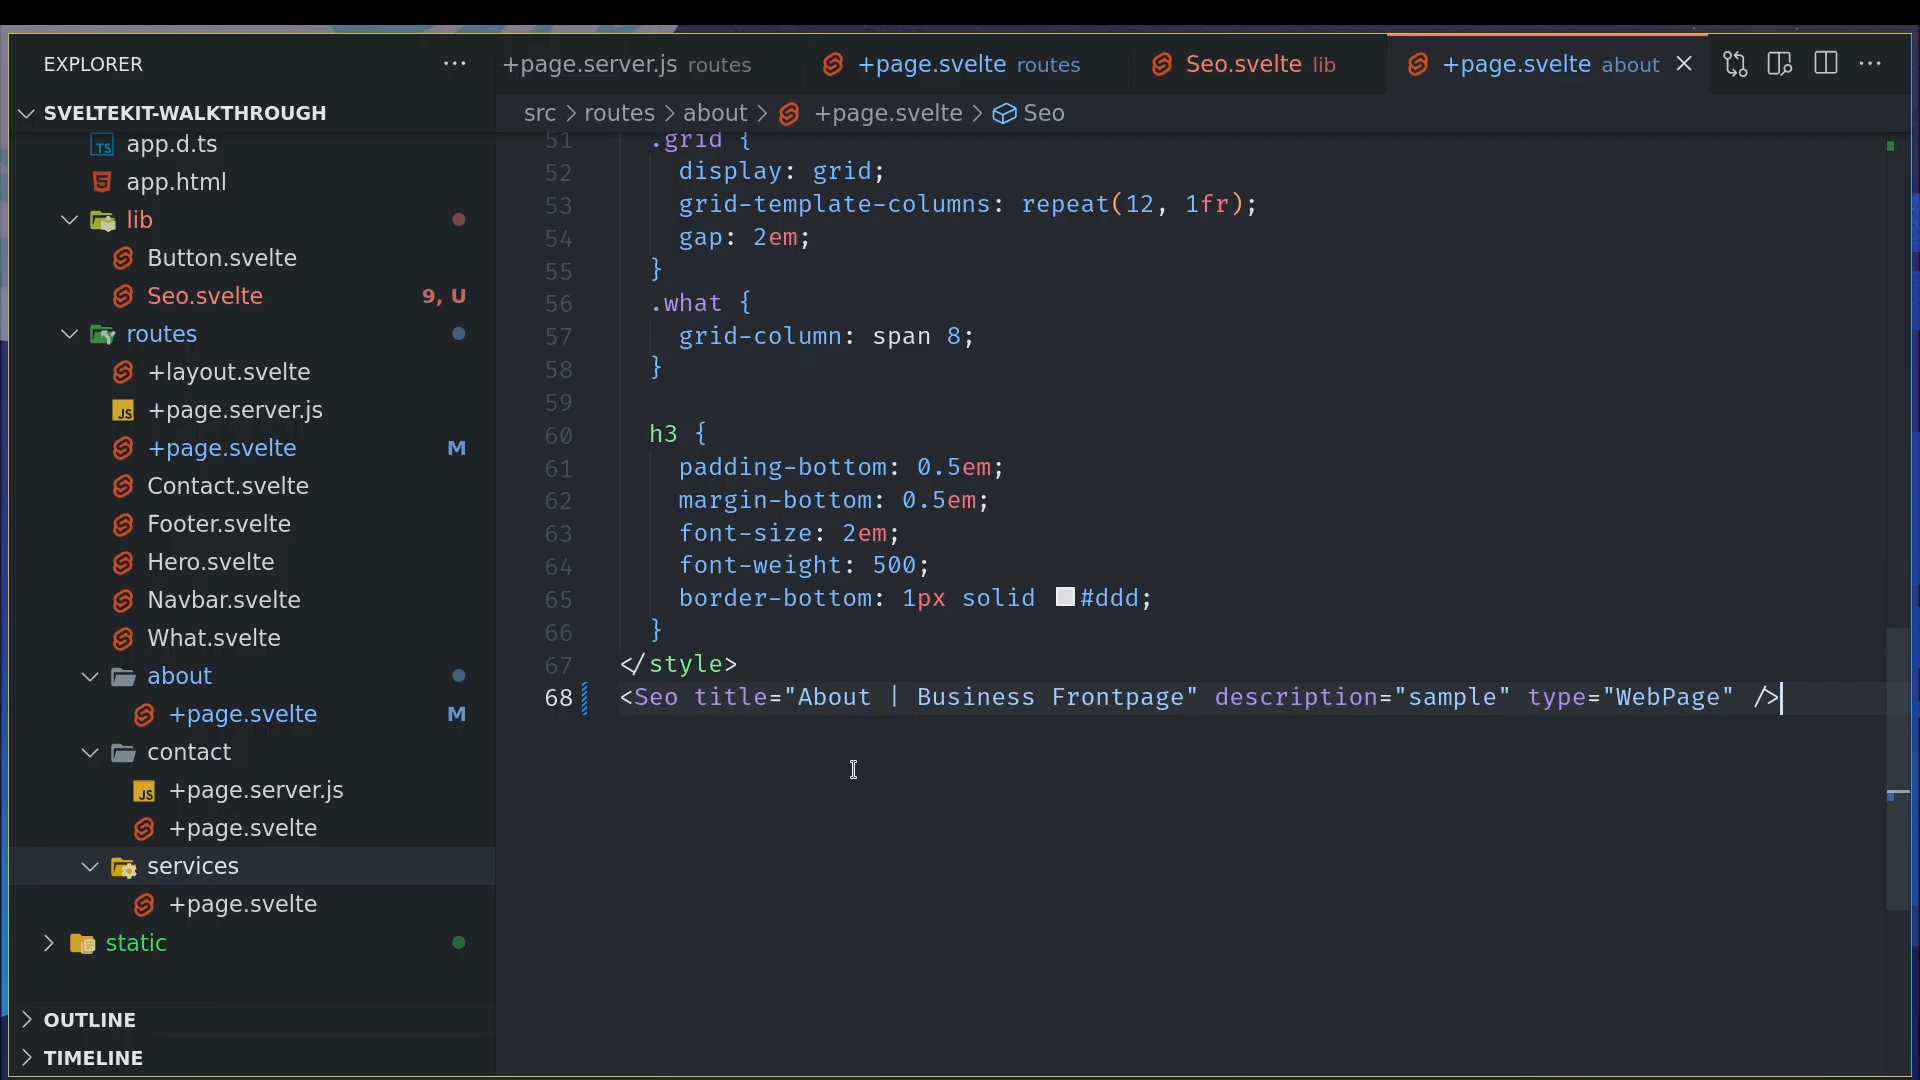 EXPLORER
SVELTEKIT-WALKTHROUGH
app.d.ts
app.html
lib
Button.svelte
Seo.svelte 9, U
routes
+layout.svelte
+page.server.js
+page.svelte M
Contact.svelte
Footer.svelte
Hero.svelte
Navbar.svelte
What.svelte
about
+page.svelte M
contact
+page.server.js
+page.svelte
services
+page.svelte
static
OUTLINE
TIMELINE
+page.server.js routes +page.svelte routes Seo.svelte lib +page.svelte about
src > routes > about > +page.svelte > Seo
51 .grid {
52 display: grid;
53 grid-template-columns: repeat(12, 1fr);
54 gap: 2em;
55 }
56 .what {
57 grid-column: span 8;
58 }
59
60 h3 {
61 padding-bottom: 0.5em;
62 margin-bottom: 0.5em;
63 font-size: 2em;
64 font-weight: 500;
65 border-bottom: 1px solid #ddd;
66 }
67 </style>
68 <Seo title="About | Business Frontpage" description="sample" type="WebPage" />